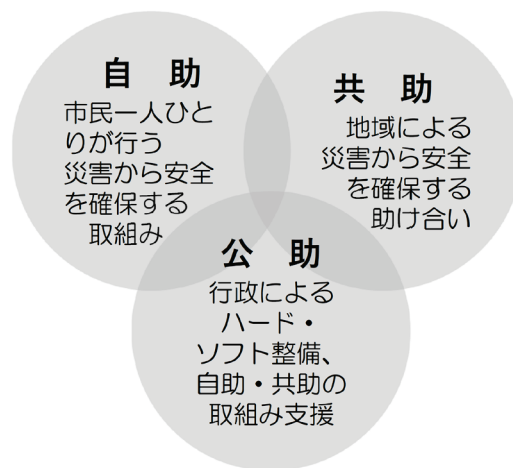 自　助
市民一人ひと
りが行う
災害から安全
を確保する
取組み
共　助
地域による
災害から安全
を確保する
助け合い
公　助
行政による
ハード・
ソフト整備、
自助・共助の
取組み支援